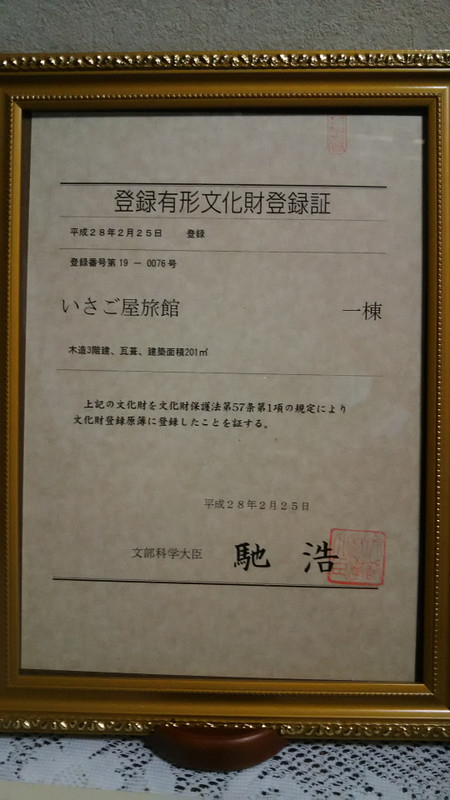 登録有形文化財登録証
平成28年2月25日 登録
登録番号第19-0076号
いさご屋旅館 一棟
木造3階建、瓦葺、建築面積201㎡
上記の文化財を文化財保護法第57条第1項の規定により
文化財登録原簿に登録したことを証する。
平成28年2月25日
文部科学大臣 馳 浩